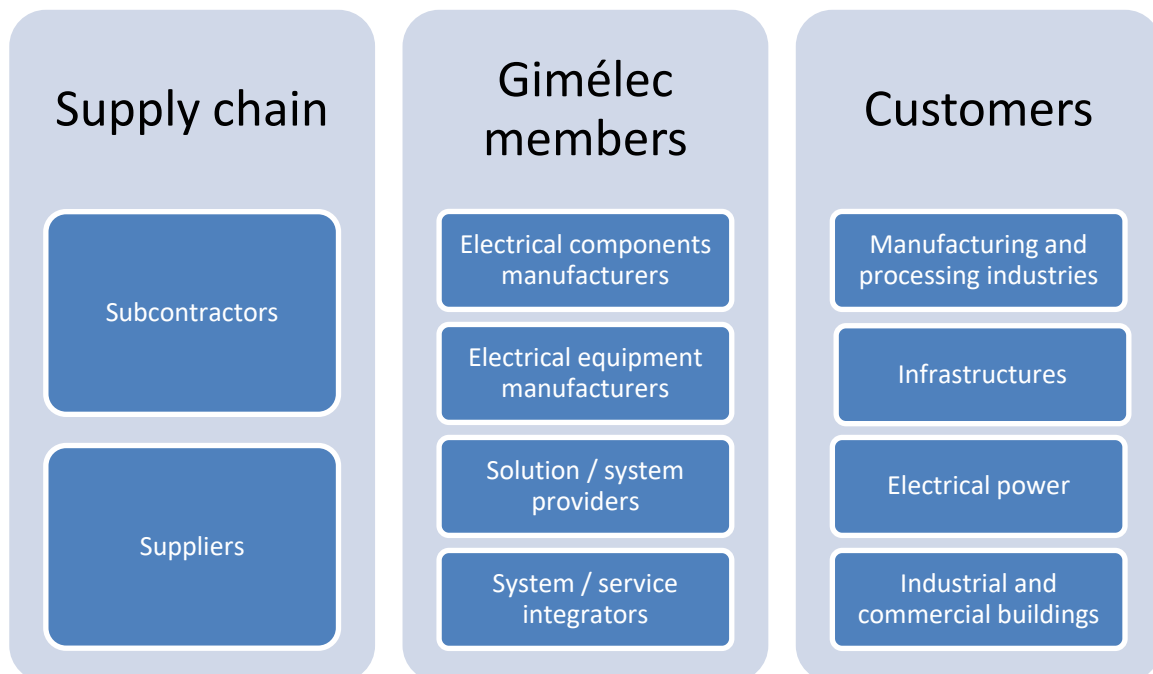 Supply chain
Subcontractors
Suppliers
Gimélec
members
Electrical components
manufacturers
Electrical equipment
manufacturers
Solution / system
providers
System / service
integrators
Customers
Manufacturing and
processing industries
Infrastructures
Electrical power
Industrial and
commercial buildings